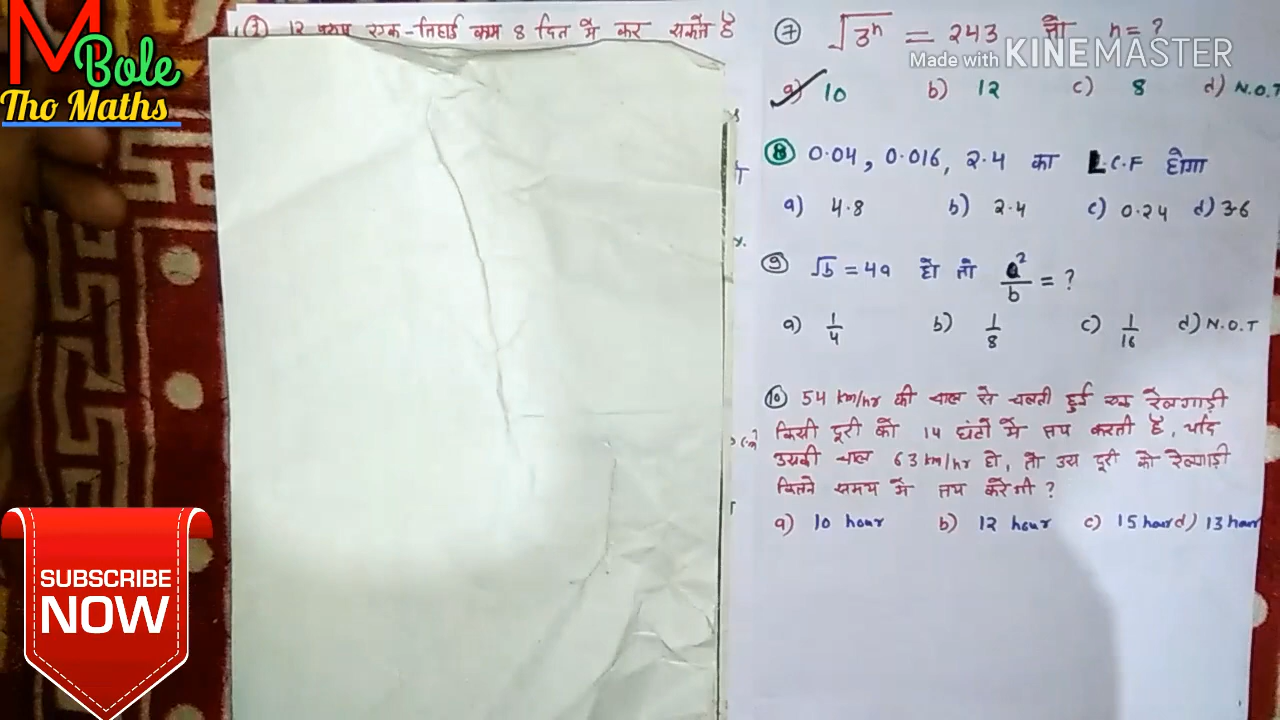 M Bole
Tho Maths
12 पुरुष एक-तिहाई काम 8 दिन में कर सकते है
7 √3ⁿ = 243 तो n = ?
Made with KINEMASTER
a) 10 b) 12 c) 8 d) N.O.T
8 0.04, 0.016, 2.4 का L.C.F होगा
a) 4.8 b) 2.4 c) 0.24 d) 3.6
9 √b = 4a हो तो a²/b = ?
a) 1/4 b) 1/8 c) 1/16 d) N.O.T
10 54 km/hr की चाल से चलती हुई एक रेलगाड़ी
किसी दूरी को 14 घंटो में तय करती है, यदि
उसकी चाल 63 km/hr हो, तो उस दूरी को रेलगाड़ी
कितने समय में तय करेगी ?
a) 10 hour b) 12 hour c) 15 hour d) 13 hour
SUBSCRIBE
NOW